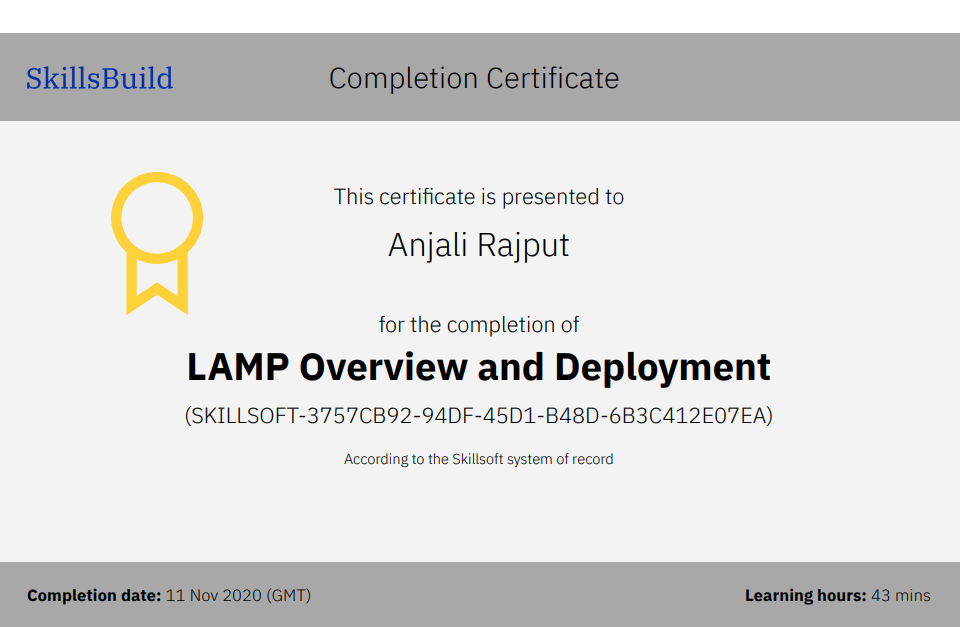 SkillsBuild
Completion Certificate
This certificate is presented to
Anjali Rajput
for the completion of
LAMP Overview and Deployment
(SKILLSOFT-3757CB92-94DF-45D1-B48D-6B3C412E07EA)
According to the Skillsoft system of record
Completion date: 11 Nov 2020 (GMT)
Learning hours: 43 mins